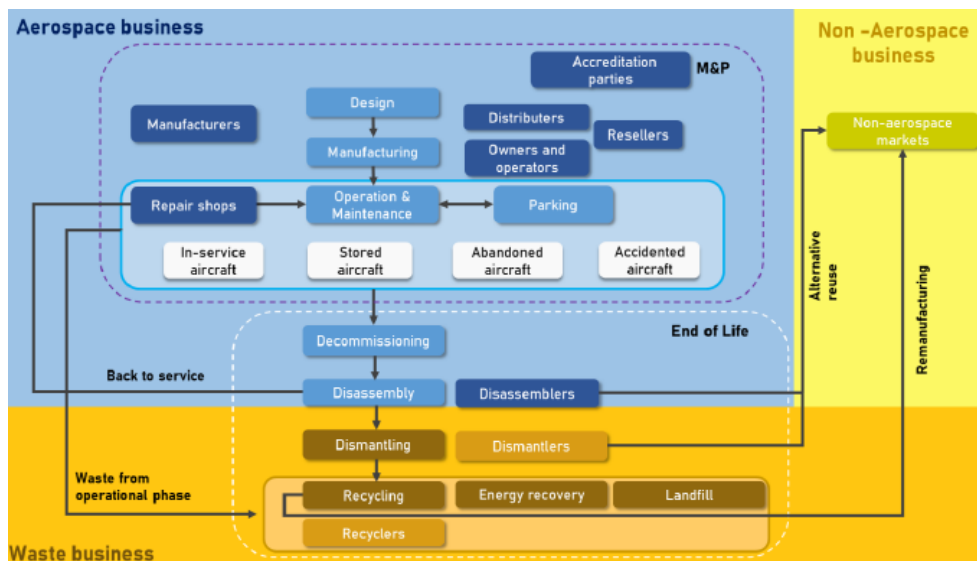 Aerospace business
Non -Aerospace
business
Accreditation
parties
M&P
Design
Manufacturers
Distributers
Resellers
Non-aerospace
markets
Manufacturing
Owners and
operators
Repair shops
Operation &
Maintenance
Parking
In-service
aircraft
Stored
aircraft
Abandoned
aircraft
Accidented
aircraft
Alternative
reuse
Remanufacturing
End of Life
Decommissioning
Back to service
Disassembly
Disassemblers
Dismantling
Dismantlers
Waste from
operational phase
Recycling
Energy recovery
Landfill
Recyclers
Waste business